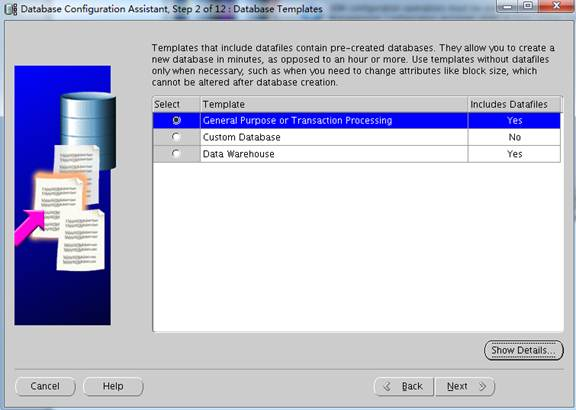 Database Configuration Assistant, Step 2 of 12 : Database Templates
Templates that include datafiles contain pre-created databases. They allow you to create a
new database in minutes, as opposed to an hour or more. Use templates without datafiles
only when necessary, such as when you need to change attributes like block size, which
cannot be altered after database creation.
Select Template Includes Datafiles
General Purpose or Transaction Processing Yes
Custom Database No
Data Warehouse Yes
Show Details...
Cancel Help Back Next